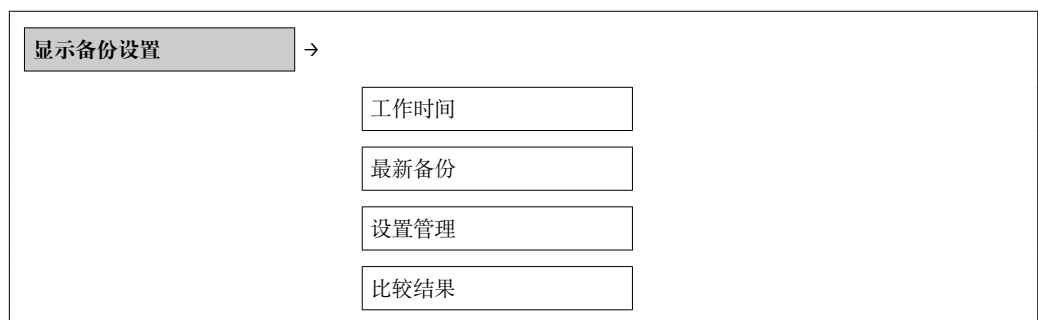 显示备份设置 →
工作时间
最新备份
设置管理
比较结果